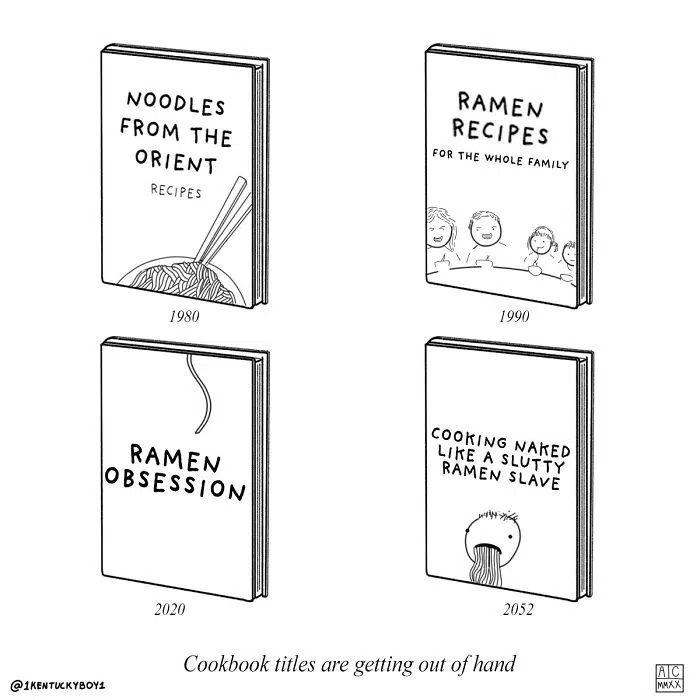 NOODLES
FROM THE
ORIENT
RECIPES
1980
RAMEN
RECIPES
FOR THE WHOLE FAMILY
1990
RAMEN
OBSESSION
2020
COOKING NAKED
LIKE A SLUTTY
RAMEN SLAVE
2052
Cookbook titles are getting out of hand
@1KENTUCKYBOY1
AC
MMXX